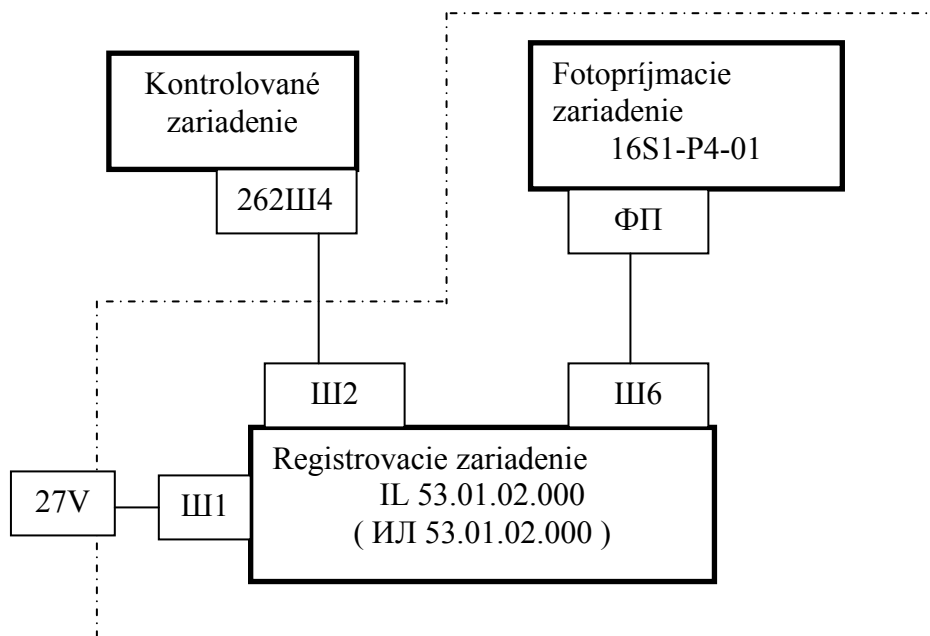 Kontrolované
zariadenie
262Ш4
Fotopríjmacie
zariadenie
16S1-P4-01
ФП
Ш2
Ш6
27V
Ш1
Registrovacie zariadenie
IL 53.01.02.000
( ИЛ 53.01.02.000 )